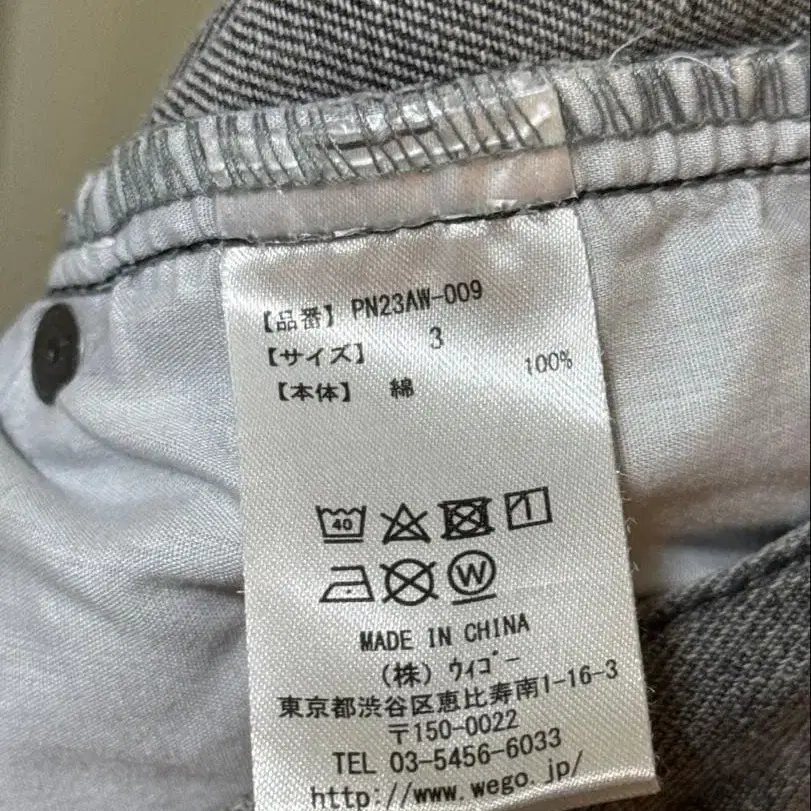 【品番】 PN23AW-009
【サイズ】 3
【本体】 綿 100%
40
W
MADE IN CHINA
(株) ウィゴー
東京都渋谷区恵比寿南1-16-3
〒150-0022
TEL 03-5456-6033
http://www.wego.jp/